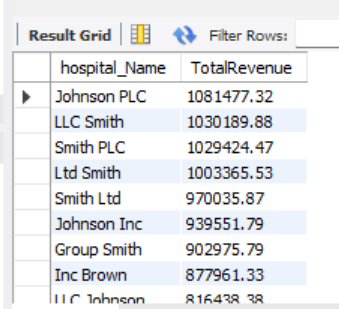 Result Grid Filter Rows:
hospital_Name TotalRevenue
Johnson PLC 1081477.32
LLC Smith 1030189.88
Smith PLC 1029424.47
Ltd Smith 1003365.53
Smith Ltd 970035.87
Johnson Inc 939551.79
Group Smith 902975.79
Inc Brown 877961.33
LLC Johnson 816438.38